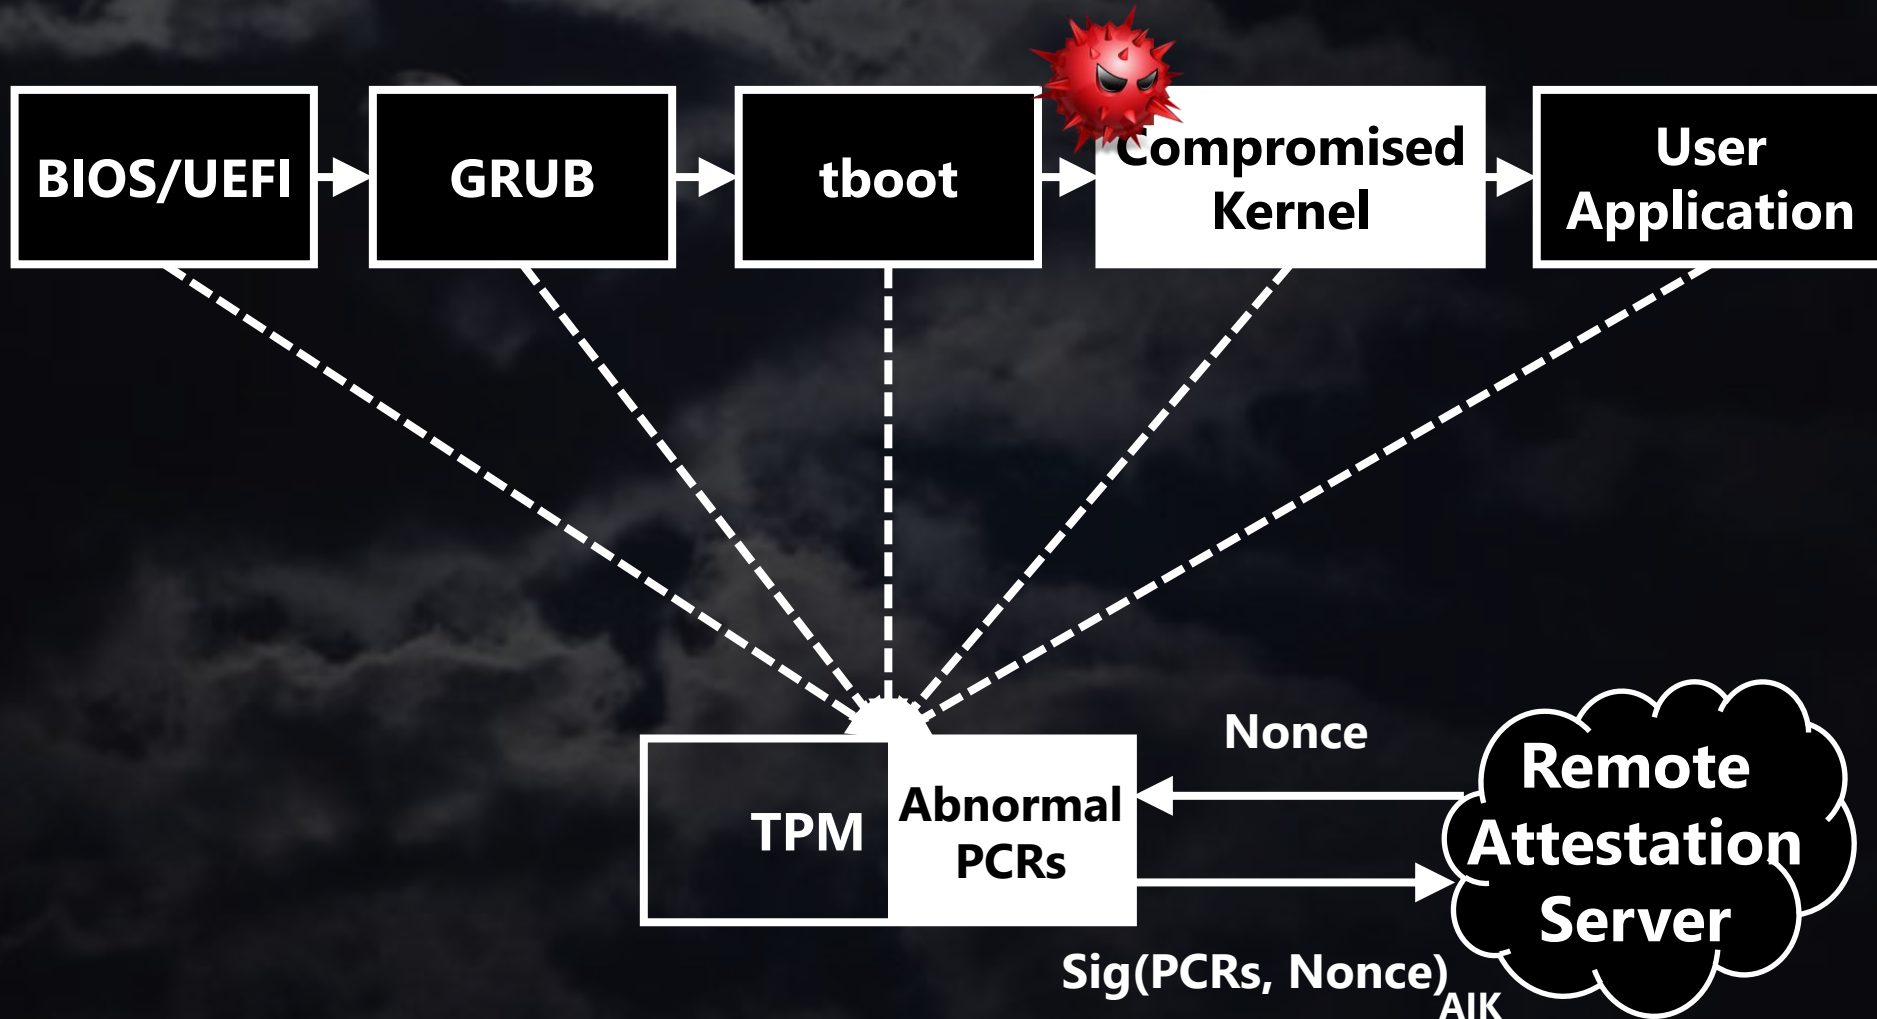 BIOS/UEFI
GRUB
tboot
Compromised
Kernel
User
Application
TPM
Abnormal
PCRs
Nonce
Remote
Attestation
Server
Sig(PCRs, Nonce)
AIK